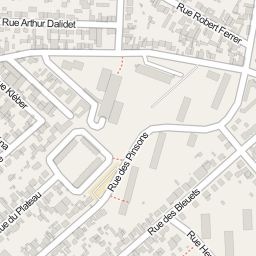 Rue Arthur Dalidet
Rue Robert Ferrer
Rue Kléber
Rue des Pinsons
Rue du Plateau
Rue des Bleuets